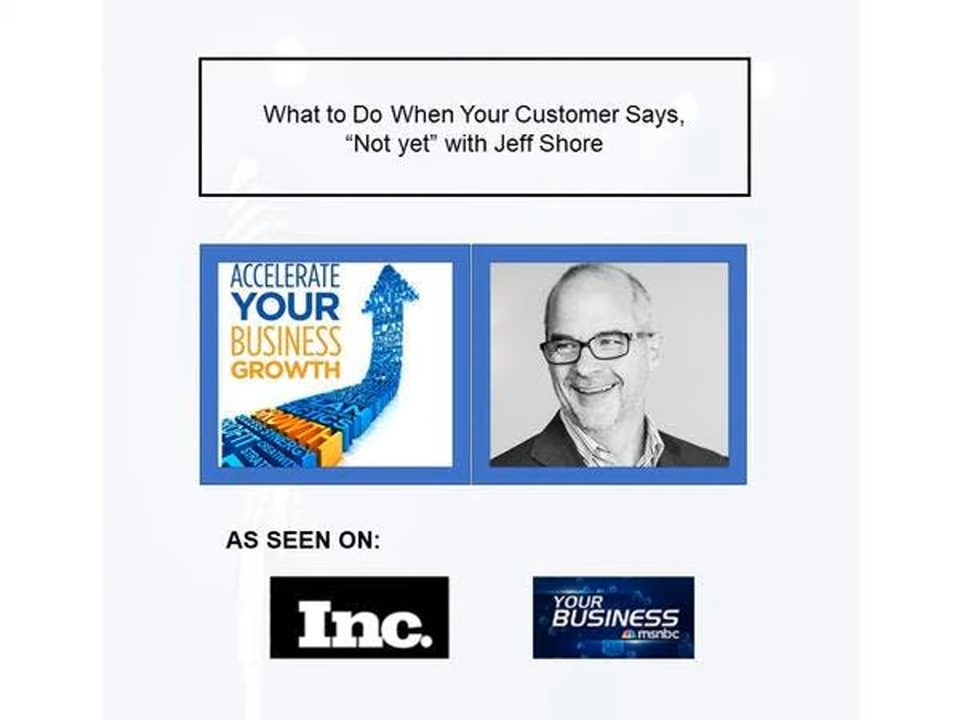 What to Do When Your Customer Says,
“Not yet” with Jeff Shore
ACCELERATE
YOUR
BUSINESS
GROWTH
GROWTH
AS SEEN ON:
Inc.
YOUR
BUSINESS
msnbc